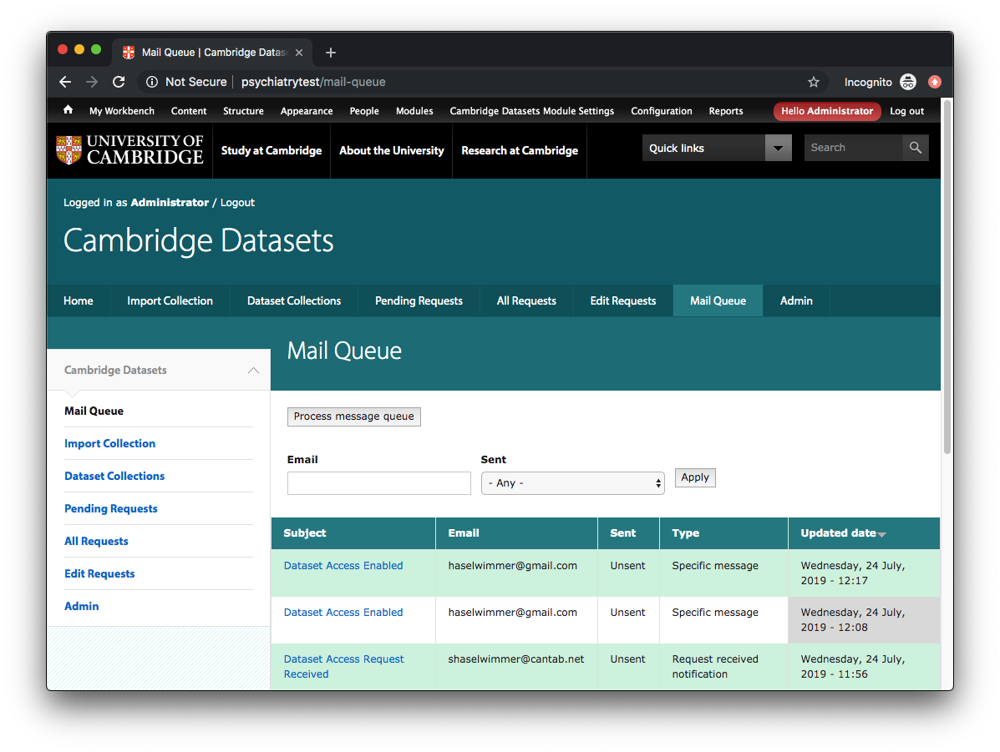 Mail Queue | Cambridge Datas
Not Secure psychiatrytest/mail-queue Incognito
My Workbench Content Structure Appearance People Modules Cambridge Datasets Module Settings Configuration Reports Hello Administrator Log out
UNIVERSITY OF
CAMBRIDGE
Study at Cambridge About the University Research at Cambridge Quick links Search
Logged in as Administrator / Logout
Cambridge Datasets
Home Import Collection Dataset Collections Pending Requests All Requests Edit Requests Mail Queue Admin
Mail Queue
Cambridge Datasets
Mail Queue
Import Collection
Dataset Collections
Pending Requests
All Requests
Edit Requests
Admin
Process message queue
Email Sent
- Any - Apply
Subject Email Sent Type Updated date
Dataset Access Enabled haselwimmer@gmail.com Unsent Specific message Wednesday, 24 July,
2019 - 12:17
Dataset Access Enabled haselwimmer@gmail.com Unsent Specific message Wednesday, 24 July,
2019 - 12:08
Dataset Access Request shaselwimmer@cantab.net Unsent Request received Wednesday, 24 July,
Received notification 2019 - 11:56